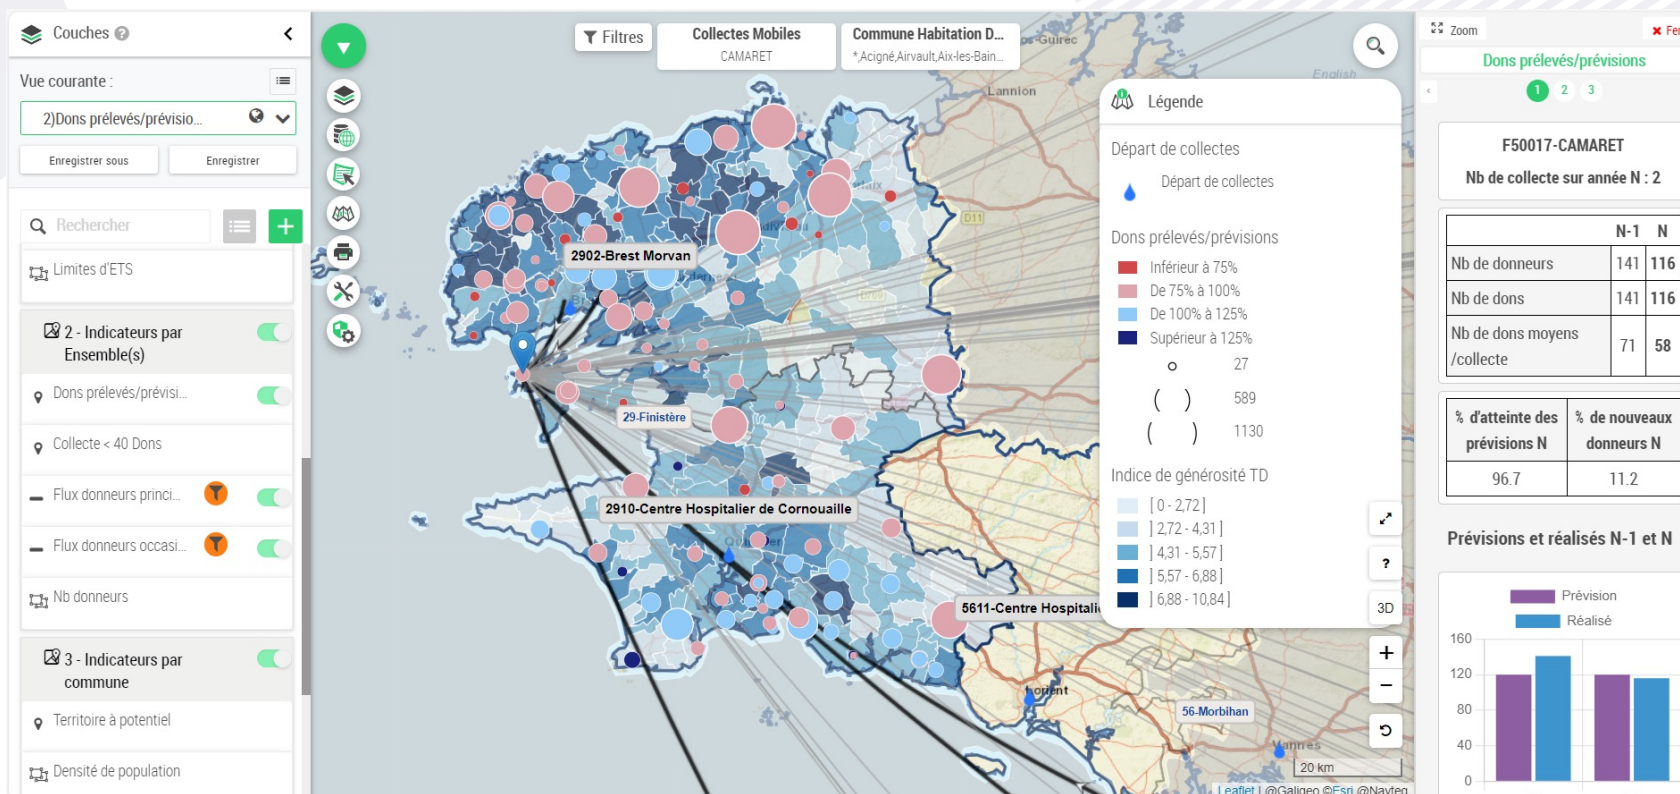 Couches ?
Vue courante :
2)Dons prélevés/prévisio...
Enregistrer sous
Enregistrer
Rechercher
Limites d'ETS
2 - Indicateurs par
Ensemble(s)
Dons prélevés/prévisi...
Collecte < 40 Dons
Flux donneurs princi...
Flux donneurs occasi...
Nb donneurs
3 - Indicateurs par
commune
Territoire à potentiel
Densité de population
Filtres
Collectes Mobiles
CAMARET
Commune Habitation D...
*,Acigné,Airvault,Aix-les-Bain...
English
Lannion
D11
2902-Brest Morvan
29-Finistère
2910-Centre Hospitalier de Cornouaille
5611-Centre Hospitali
Lorient
56-Morbihan
Vannes
Légende
Départ de collectes
Départ de collectes
Dons prélevés/prévisions
Inférieur à 75%
De 75% à 100%
De 100% à 125%
Supérieur à 125%
27
589
1130
Indice de générosité TD
[ 0 - 2,72 ]
] 2,72 - 4,31 ]
] 4,31 - 5,57 ]
] 5,57 - 6,88 ]
] 6,88 - 10,84 ]
?
3D
+
−
20 km
Leaflet | @Galigeo ©Esri @Navteq
Zoom
Fer
Dons prélevés/prévisions
1 2 3
F50017-CAMARET
Nb de collecte sur année N : 2
N-1 N
Nb de donneurs 141 116
Nb de dons 141 116
Nb de dons moyens
/collecte 71 58
% d'atteinte des
prévisions N
% de nouveaux
donneurs N
96.7 11.2
Prévisions et réalisés N-1 et N
Prévision
Réalisé
160
120
80
40
0